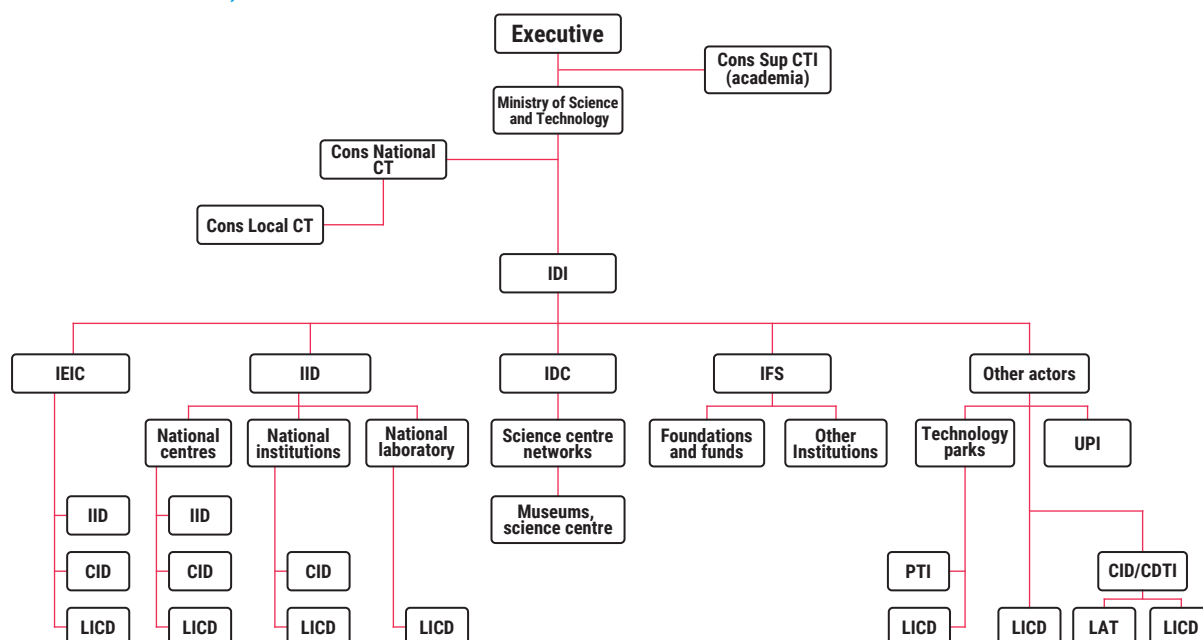 Executive
Cons Sup CTI
(academia)
Ministry of Science
and Technology
Cons National
CT
Cons Local CT
IDI
IEIC
IID
IDC
IFS
Other actors
National
centres
National
institutions
National
laboratory
Science centre
networks
Foundations
and funds
Other
Institutions
Technology
parks
UPI
IID
IID
Museums,
science centre
CID
CID
CID
PTI
CID/CDTI
LICD
LICD
LICD
LICD
LICD
LICD
LAT
LICD